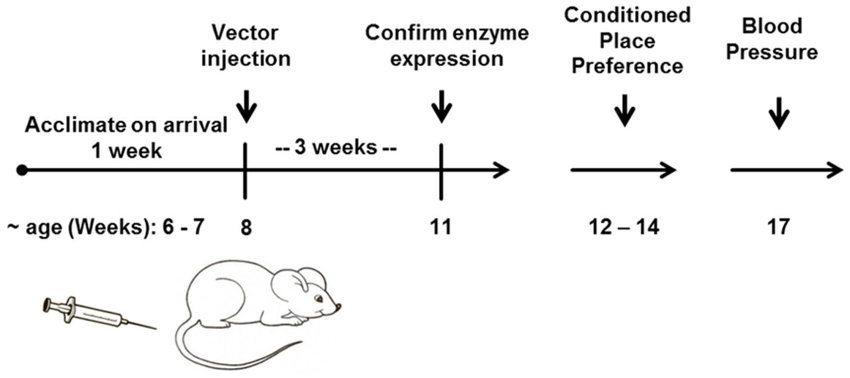 Vector
injection
Confirm enzyme
expression
Conditioned
Place
Preference
Blood
Pressure
Acclimate on arrival
1 week
-- 3 weeks --
~ age (Weeks): 6 - 7 8 11 12 – 14 17